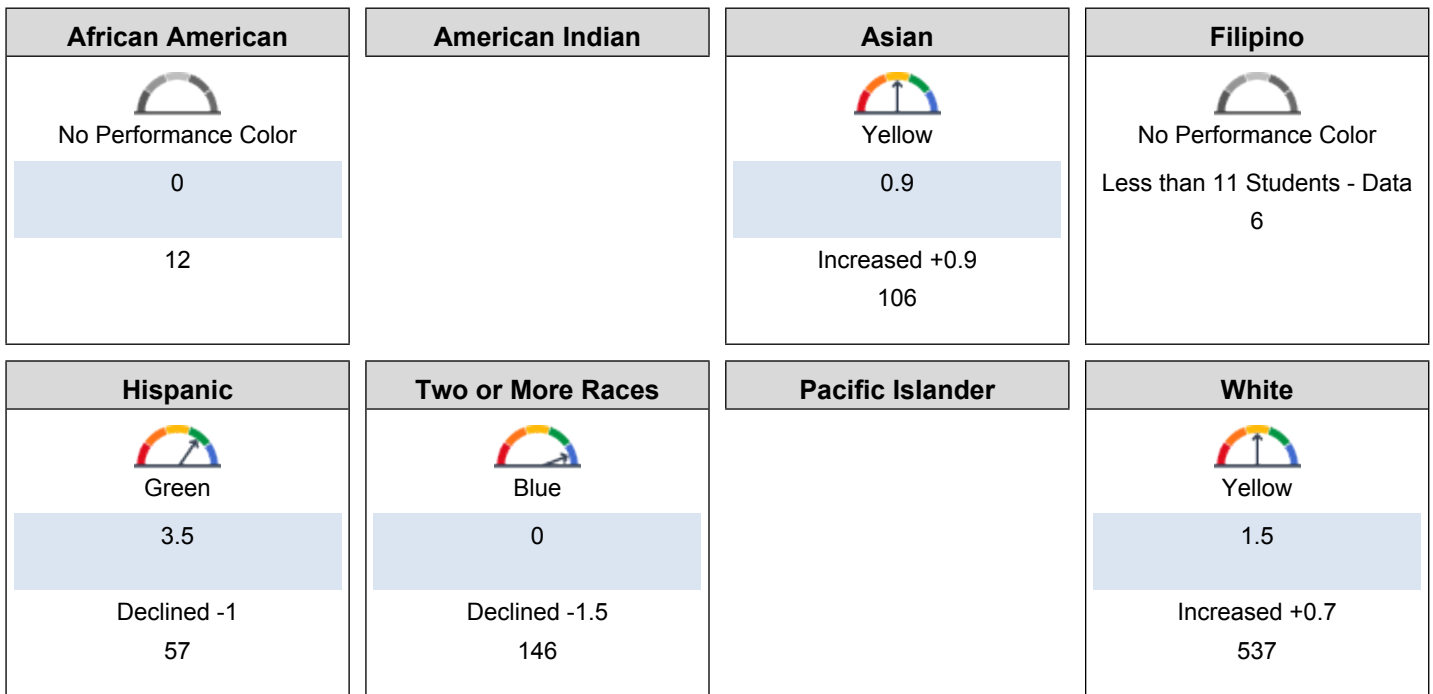 African American
No Performance Color
0
12
American Indian
Asian
Yellow
0.9
Increased +0.9
106
Filipino
No Performance Color
Less than 11 Students - Data
6
Hispanic
Green
3.5
Declined -1
57
Two or More Races
Blue
0
Declined -1.5
146
Pacific Islander
White
Yellow
1.5
Increased +0.7
537